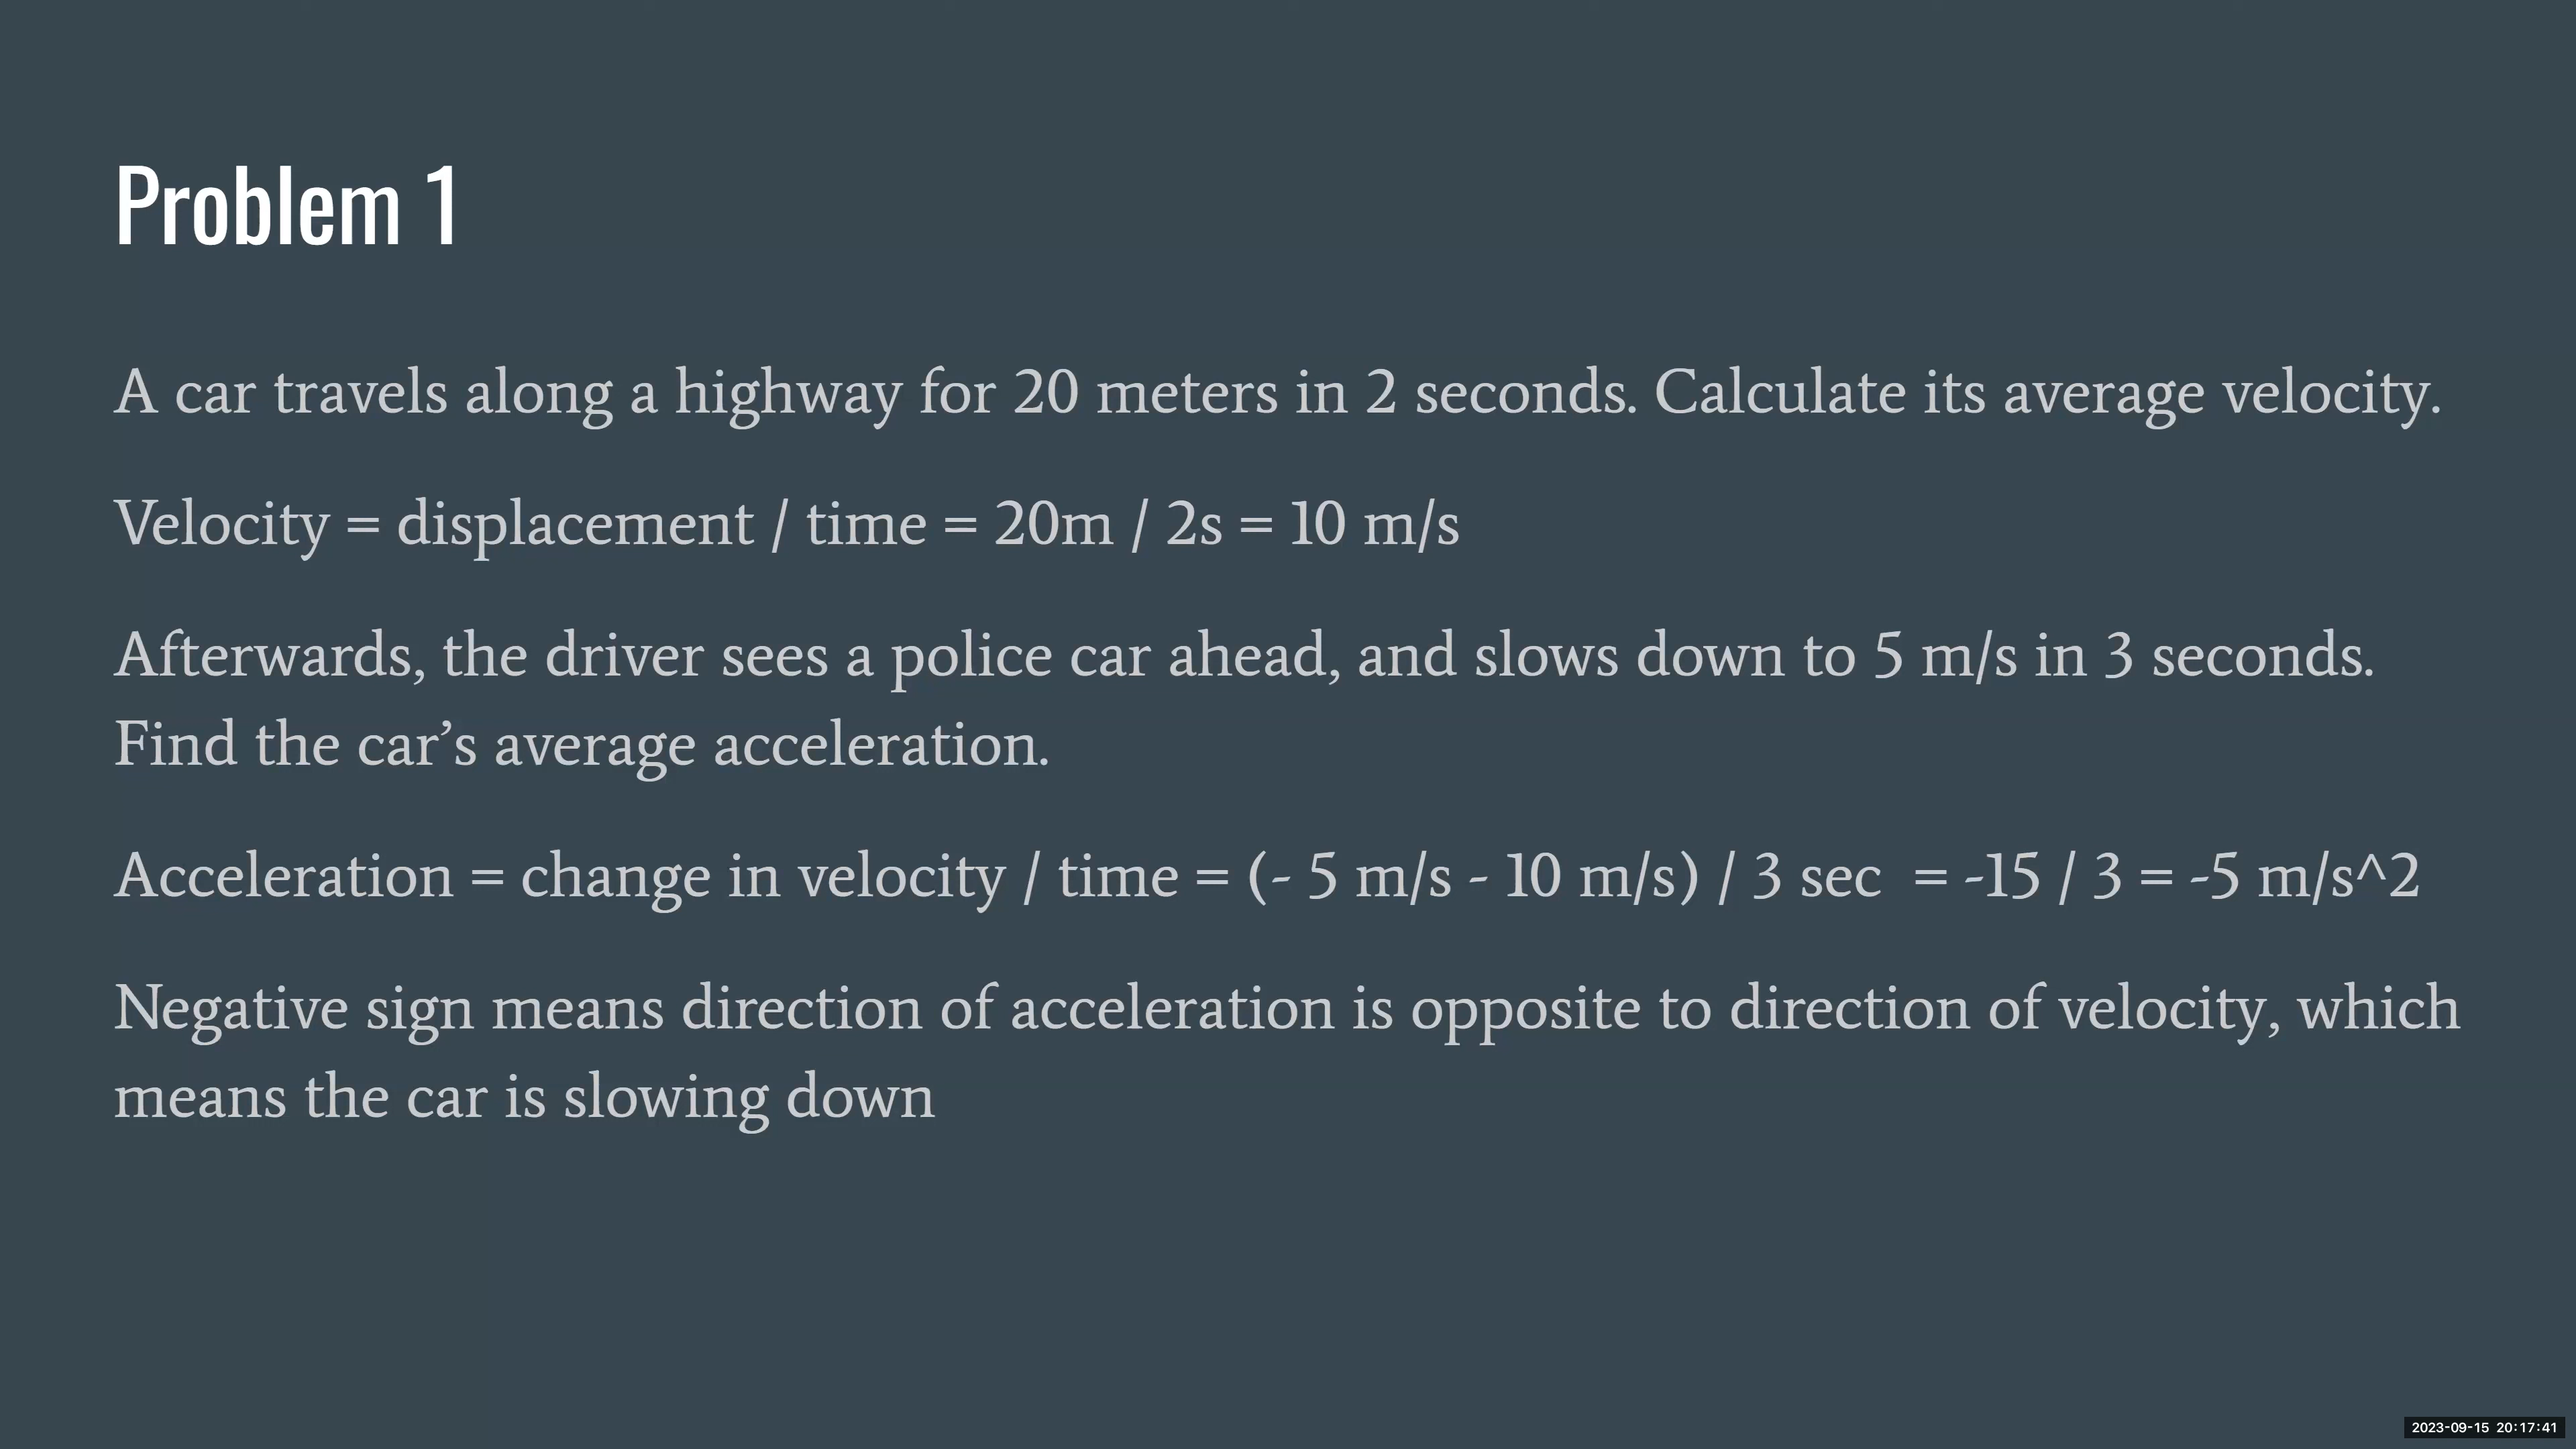 Problem 1
A car travels along a highway for 20 meters in 2 seconds. Calculate its average velocity.
Velocity = displacement / time = 20m / 2s = 10 m/s
Afterwards, the driver sees a police car ahead, and slows down to 5 m/s in 3 seconds.
Find the car’s average acceleration.
Acceleration = change in velocity / time = (- 5 m/s - 10 m/s) / 3 sec  = -15 / 3 = -5 m/s^2
Negative sign means direction of acceleration is opposite to direction of velocity, which
means the car is slowing down
2023-09-15 20:17:41